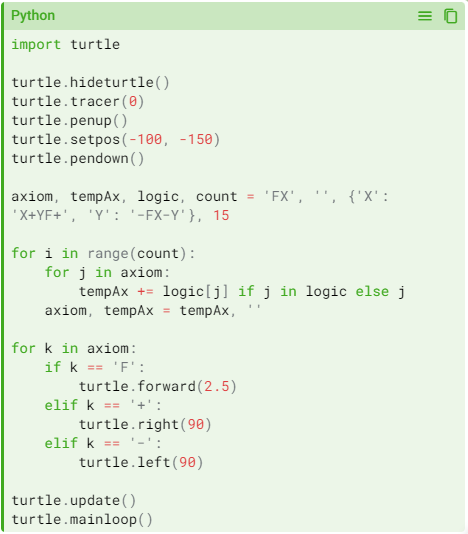 Python
import turtle
turtle.hideturtle()
turtle.tracer(0)
turtle.penup()
turtle.setpos(-100, -150)
turtle.pendown()
axiom, tempAx, logic, count = 'FX', '', {'X':
'X+YF+', 'Y': '-FX-Y'}, 15
for i in range(count):
    for j in axiom:
        tempAx += logic[j] if j in logic else j
    axiom, tempAx = tempAx, ''
for k in axiom:
    if k == 'F':
        turtle.forward(2.5)
    elif k == '+':
        turtle.right(90)
    elif k == '-':
        turtle.left(90)
turtle.update()
turtle.mainloop()